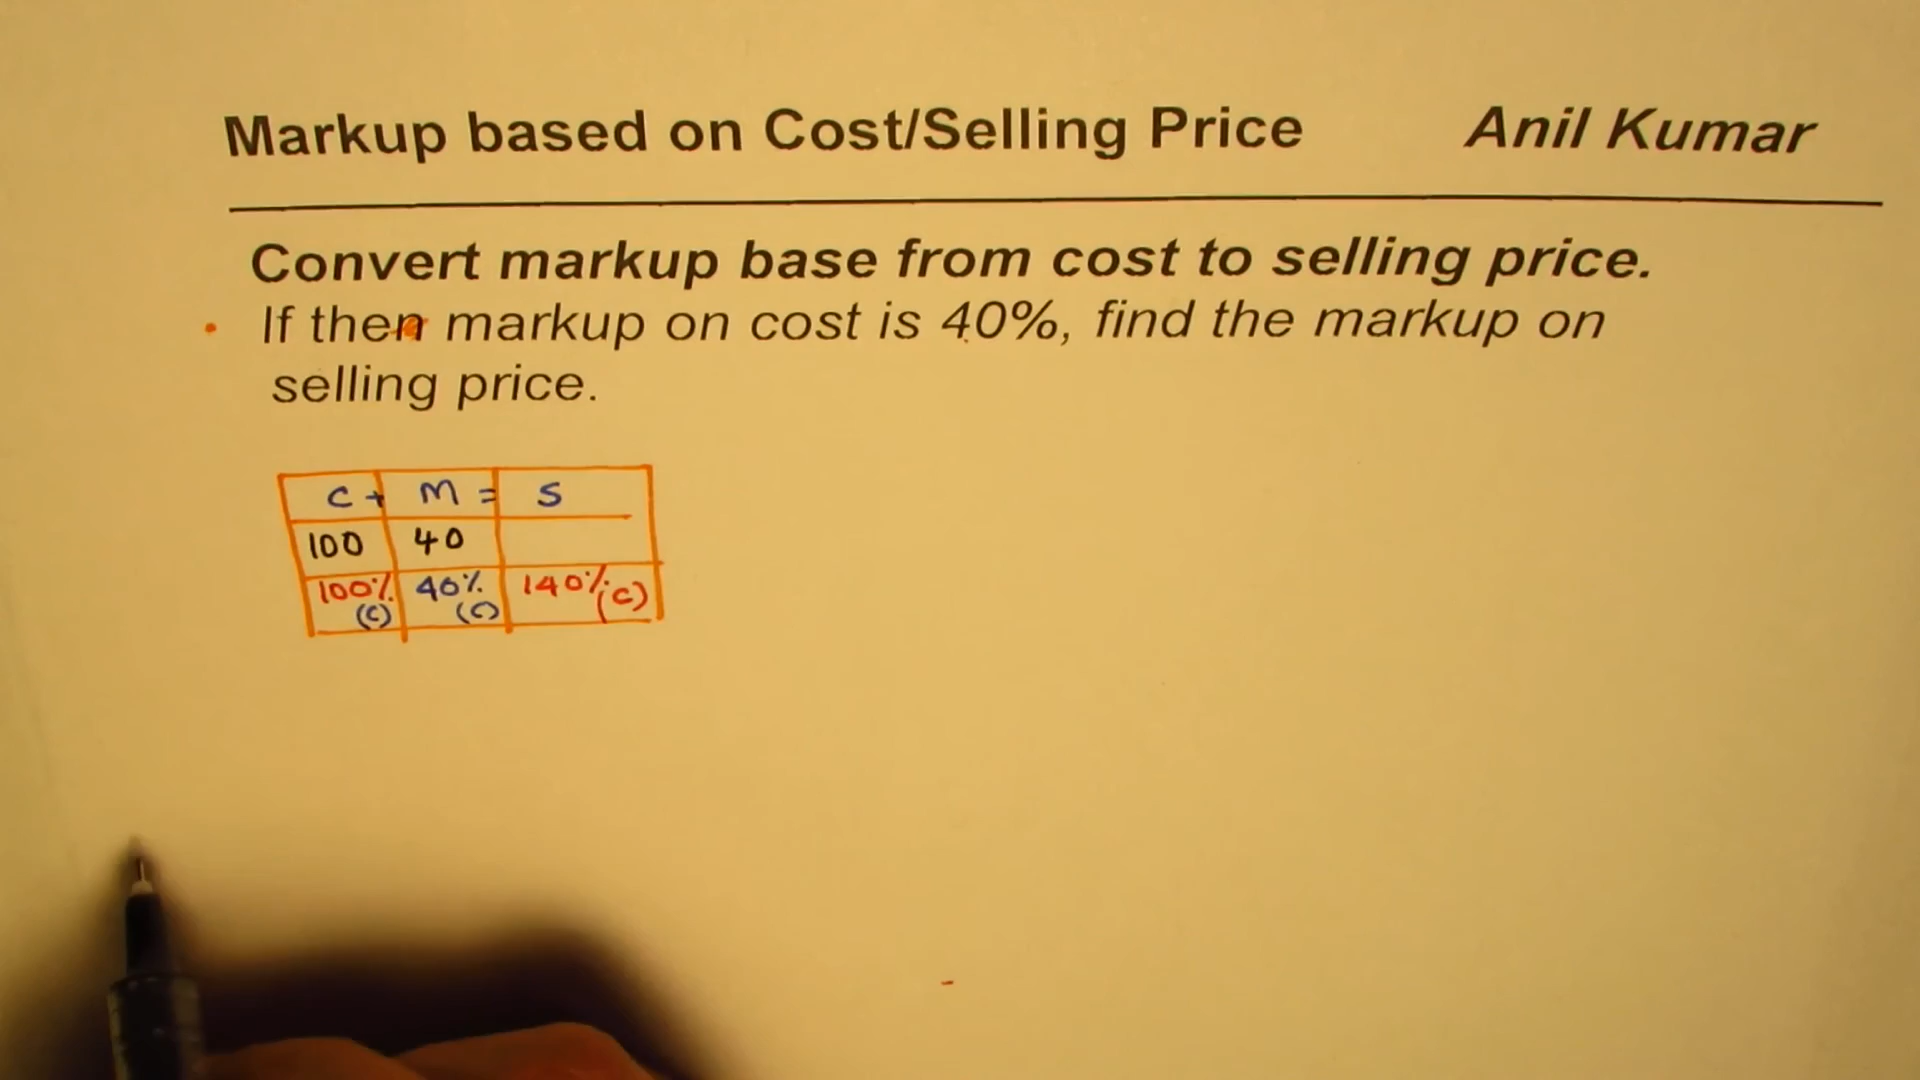 Markup based on Cost/Selling Price Anil Kumar
Convert markup base from cost to selling price.
• If then markup on cost is 40%, find the markup on
selling price.
C + M = S
100 40
100% 40% 140% (C)
(C) (C)